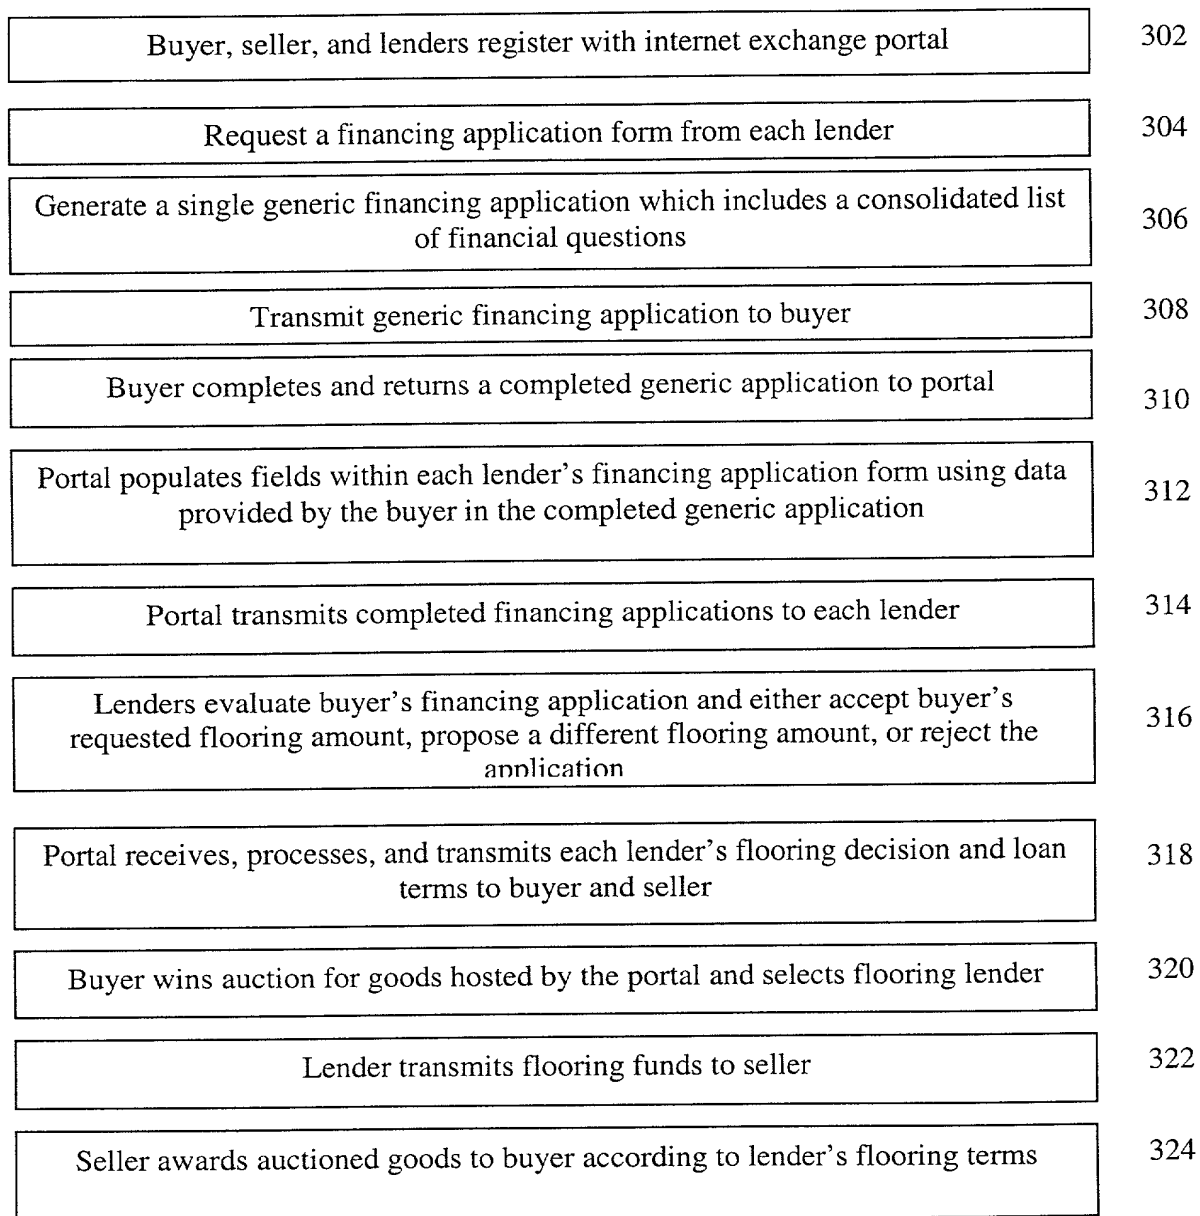 Buyer, seller, and lenders register with internet exchange portal 302
Request a financing application form from each lender 304
Generate a single generic financing application which includes a consolidated list
of financial questions 306
Transmit generic financing application to buyer 308
Buyer completes and returns a completed generic application to portal 310
Portal populates fields within each lender's financing application form using data
provided by the buyer in the completed generic application 312
Portal transmits completed financing applications to each lender 314
Lenders evaluate buyer's financing application and either accept buyer's
requested flooring amount, propose a different flooring amount, or reject the 316
application
Portal receives, processes, and transmits each lender's flooring decision and loan 318
terms to buyer and seller
Buyer wins auction for goods hosted by the portal and selects flooring lender 320
Lender transmits flooring funds to seller 322
Seller awards auctioned goods to buyer according to lender's flooring terms 324